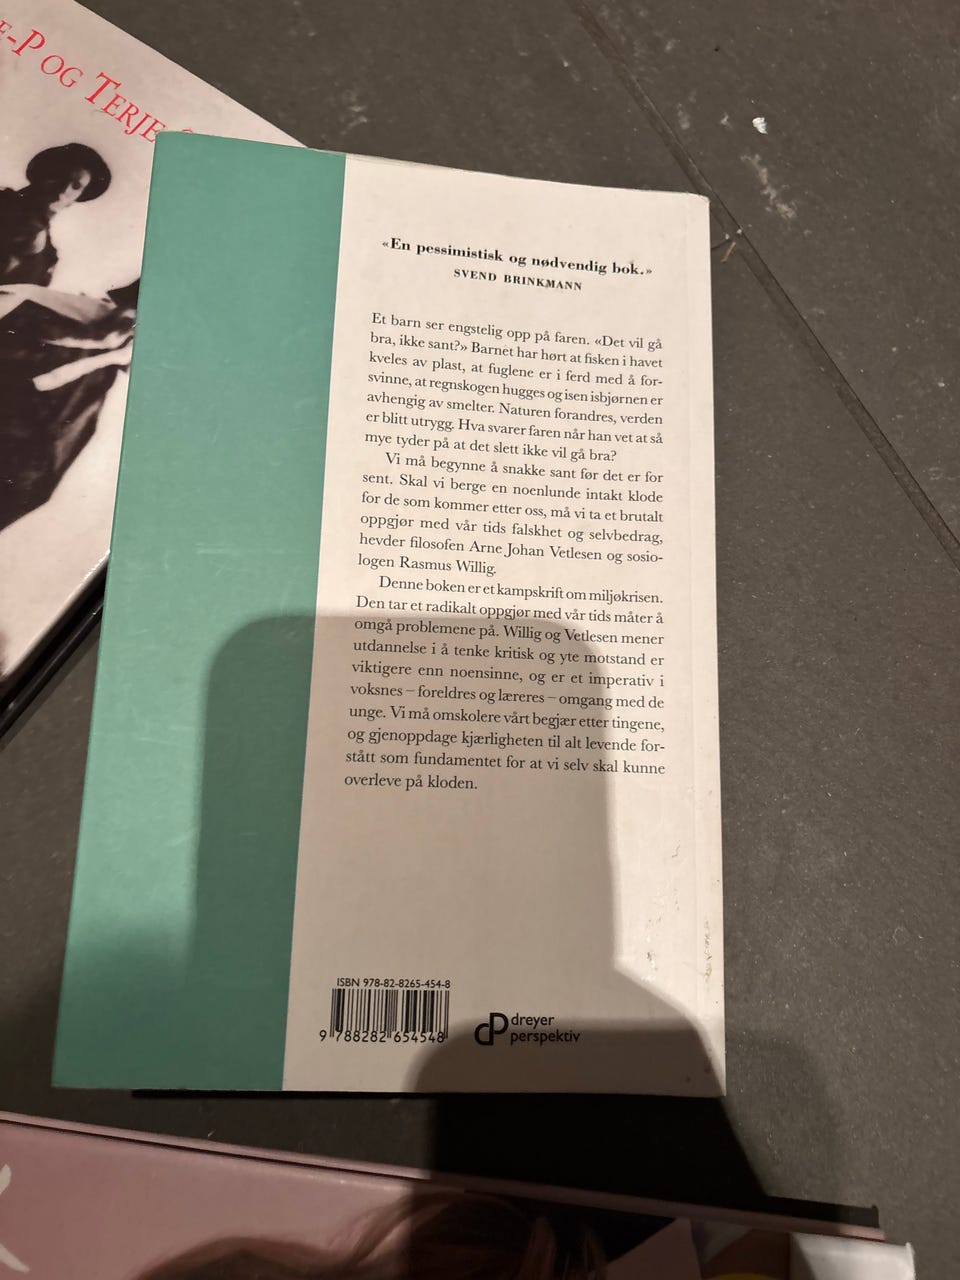 E-P OG TERJE
«En pessimistisk og nødvendig bok.»
SVEND BRINKMANN
Et barn ser engstelig opp på faren. «Det vil gå
bra, ikke sant?» Barnet har hørt at fisken i havet
kveles av plast, at fuglene er i ferd med å for-
svinne, at regnskogen hugges og isen isbjørnen er
avhengig av smelter. Naturen forandres, verden
er blitt utrygg. Hva svarer faren når han vet at så
mye tyder på at det slett ikke vil gå bra?
Vi må begynne å snakke sant før det er for
sent. Skal vi berge en noenlunde intakt klode
for de som kommer etter oss, må vi ta et brutalt
oppgjør med vår tids falskhet og selvbedrag,
hevder filosofen Arne Johan Vetlesen og sosio-
logen Rasmus Willig.
Denne boken er et kampskrift om miljøkrisen.
Den tar et radikalt oppgjør med vår tids måter å
omgå problemene på. Willig og Vetlesen mener
utdannelse i å tenke kritisk og yte motstand er
viktigere enn noensinne, og er et imperativ i
voksnes – foreldres og læreres – omgang med de
unge. Vi må omskolere vårt begjær etter tingene,
og gjenoppdage kjærligheten til alt levende for-
stått som fundamentet for at vi selv skal kunne
overleve på kloden.
ISBN 978-82-8265-454-8
9 788282 654548
dP dreyer
perspektiv